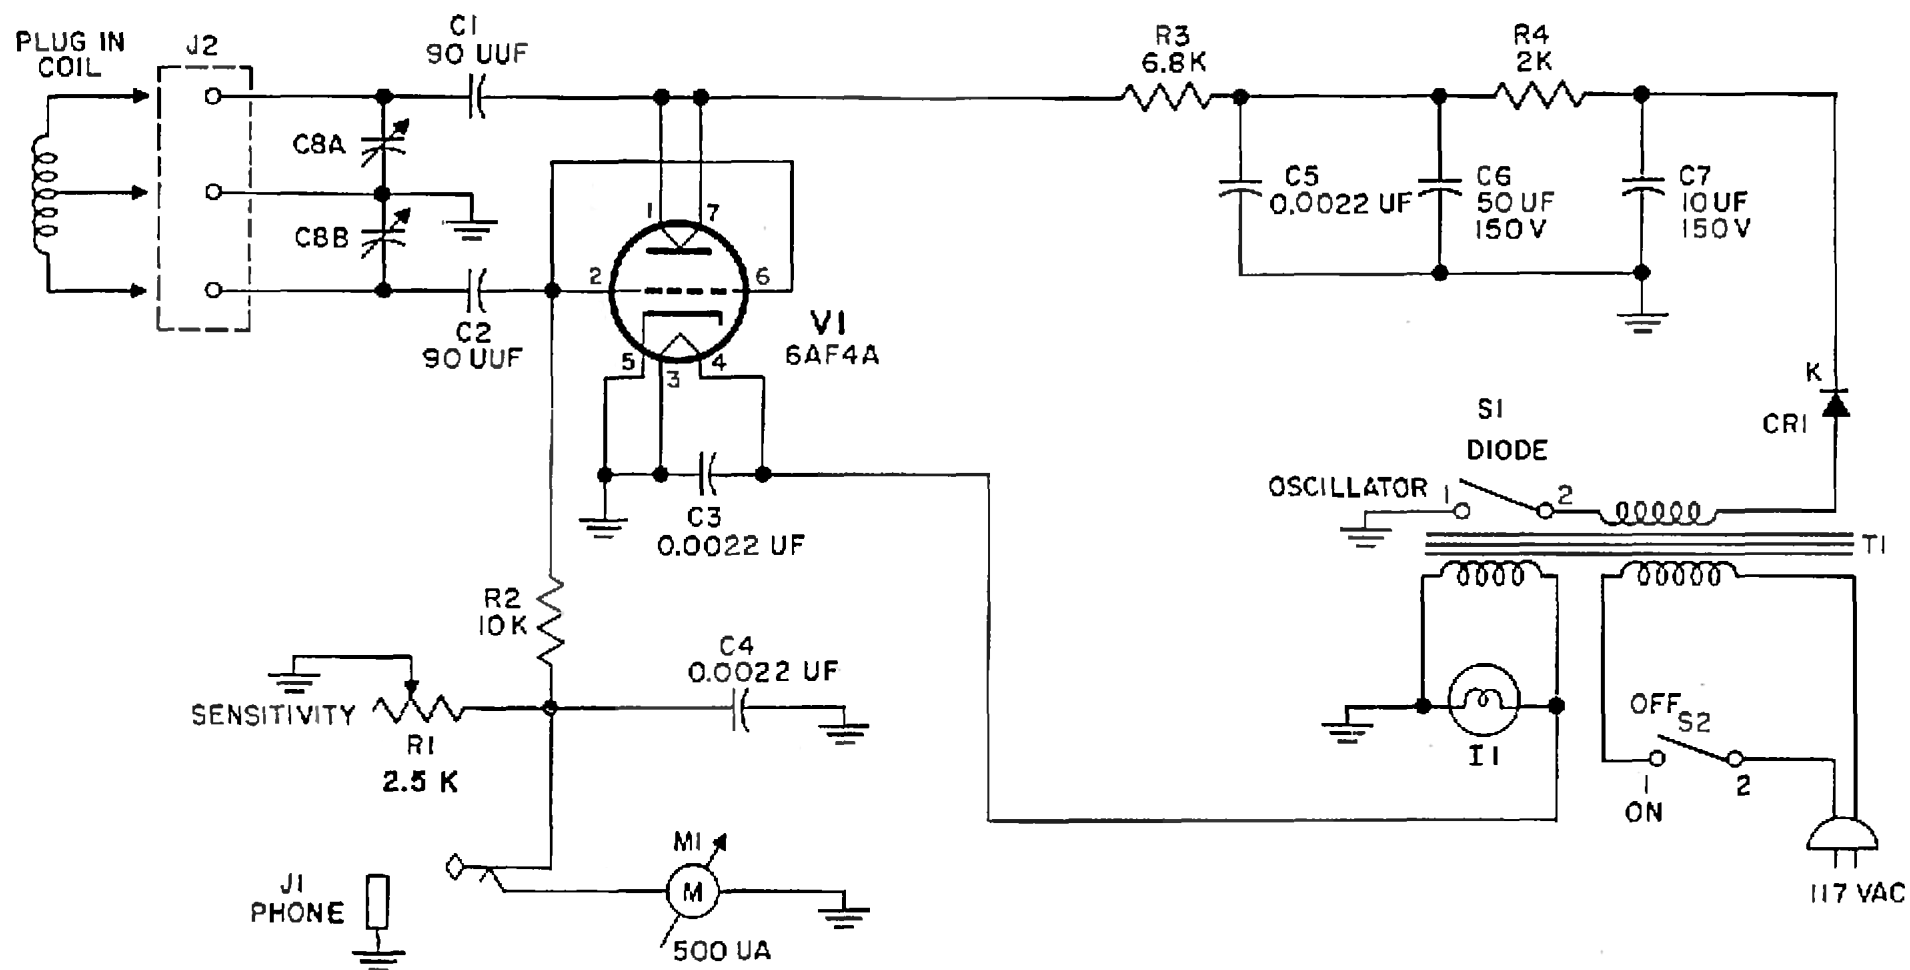 PLUG IN
COIL
J2
C1
90 UUF
R3
6.8K
R4
2K
C8A
C8B
1
7
2
6
C5
0.0022 UF
C6
50 UF
150V
C7
10 UF
150V
C2
90 UUF
V1
6AF4A
5
3
4
K
CR1
S1
DIODE
OSCILLATOR
1
2
T1
C3
0.0022 UF
R2
10K
C4
0.0022 UF
SENSITIVITY
R1
2.5 K
I1
OFF
S2
1
ON
2
117 VAC
J1
PHONE
M1
M
500 UA